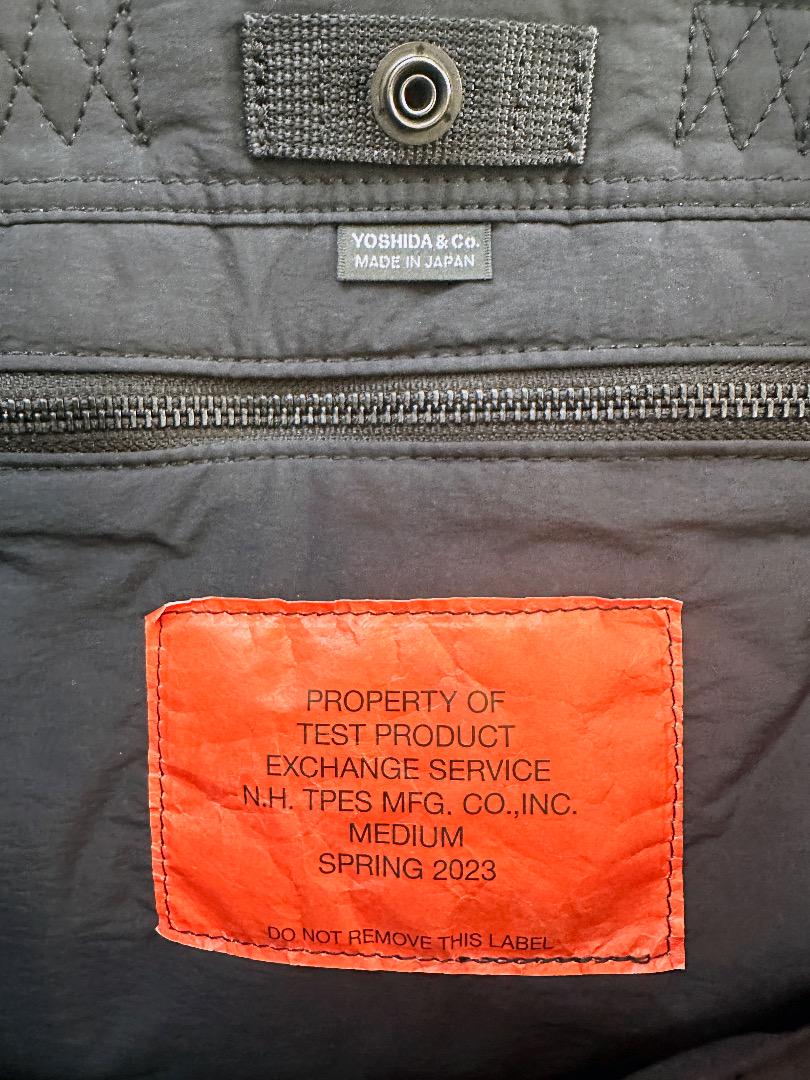 YOSHIDA & Co.
MADE IN JAPAN
PROPERTY OF
TEST PRODUCT
EXCHANGE SERVICE
N.H. TPES MFG. CO.,INC.
MEDIUM
SPRING 2023
DO NOT REMOVE THIS LABEL